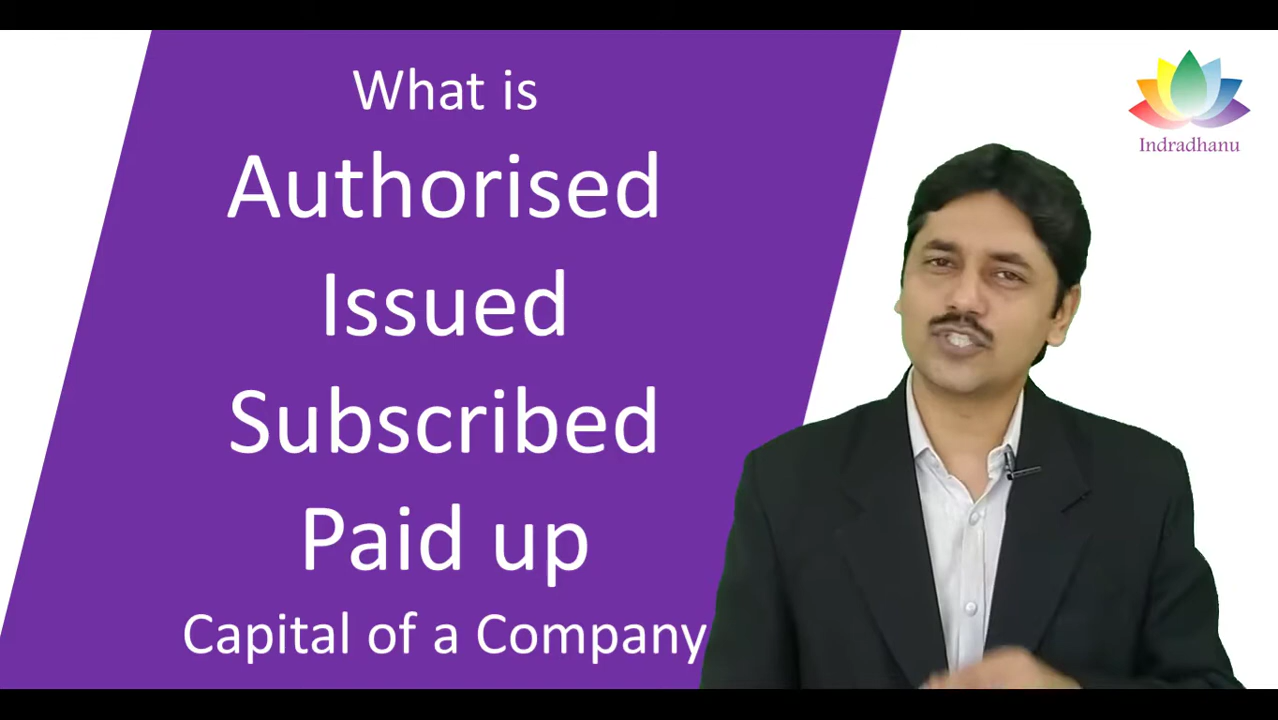 What is
Authorised
Issued
Subscribed
Paid up
Capital of a Company
Indradhanu